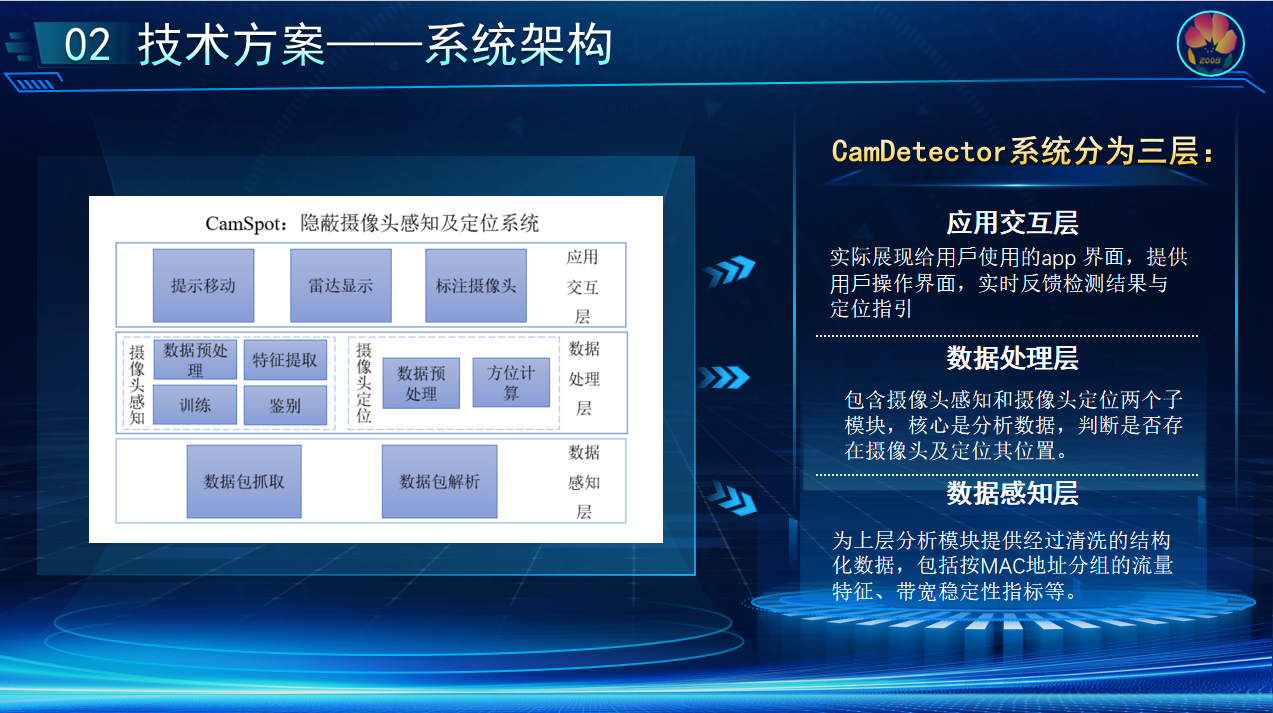 02 技术方案——系统架构
2008
CamSpot：隐蔽摄像头感知及定位系统
提示移动
雷达显示
标注摄像头
应用
交互
层
摄像头感知
数据预处
理
特征提取
训练
鉴别
摄像头定位
数据预
处理
方位计
算
数据
处理
层
数据包抓取
数据包解析
数据
感知
层
CamDetector系统分为三层：
应用交互层
实际展现给用戶使用的app 界面，提供
用戶操作界面，实时反馈检测结果与
定位指引
数据处理层
包含摄像头感知和摄像头定位两个子
模块，核心是分析数据，判断是否存
在摄像头及定位其位置。
数据感知层
为上层分析模块提供经过清洗的结构
化数据，包括按MAC地址分组的流量
特征、带宽稳定性指标等。